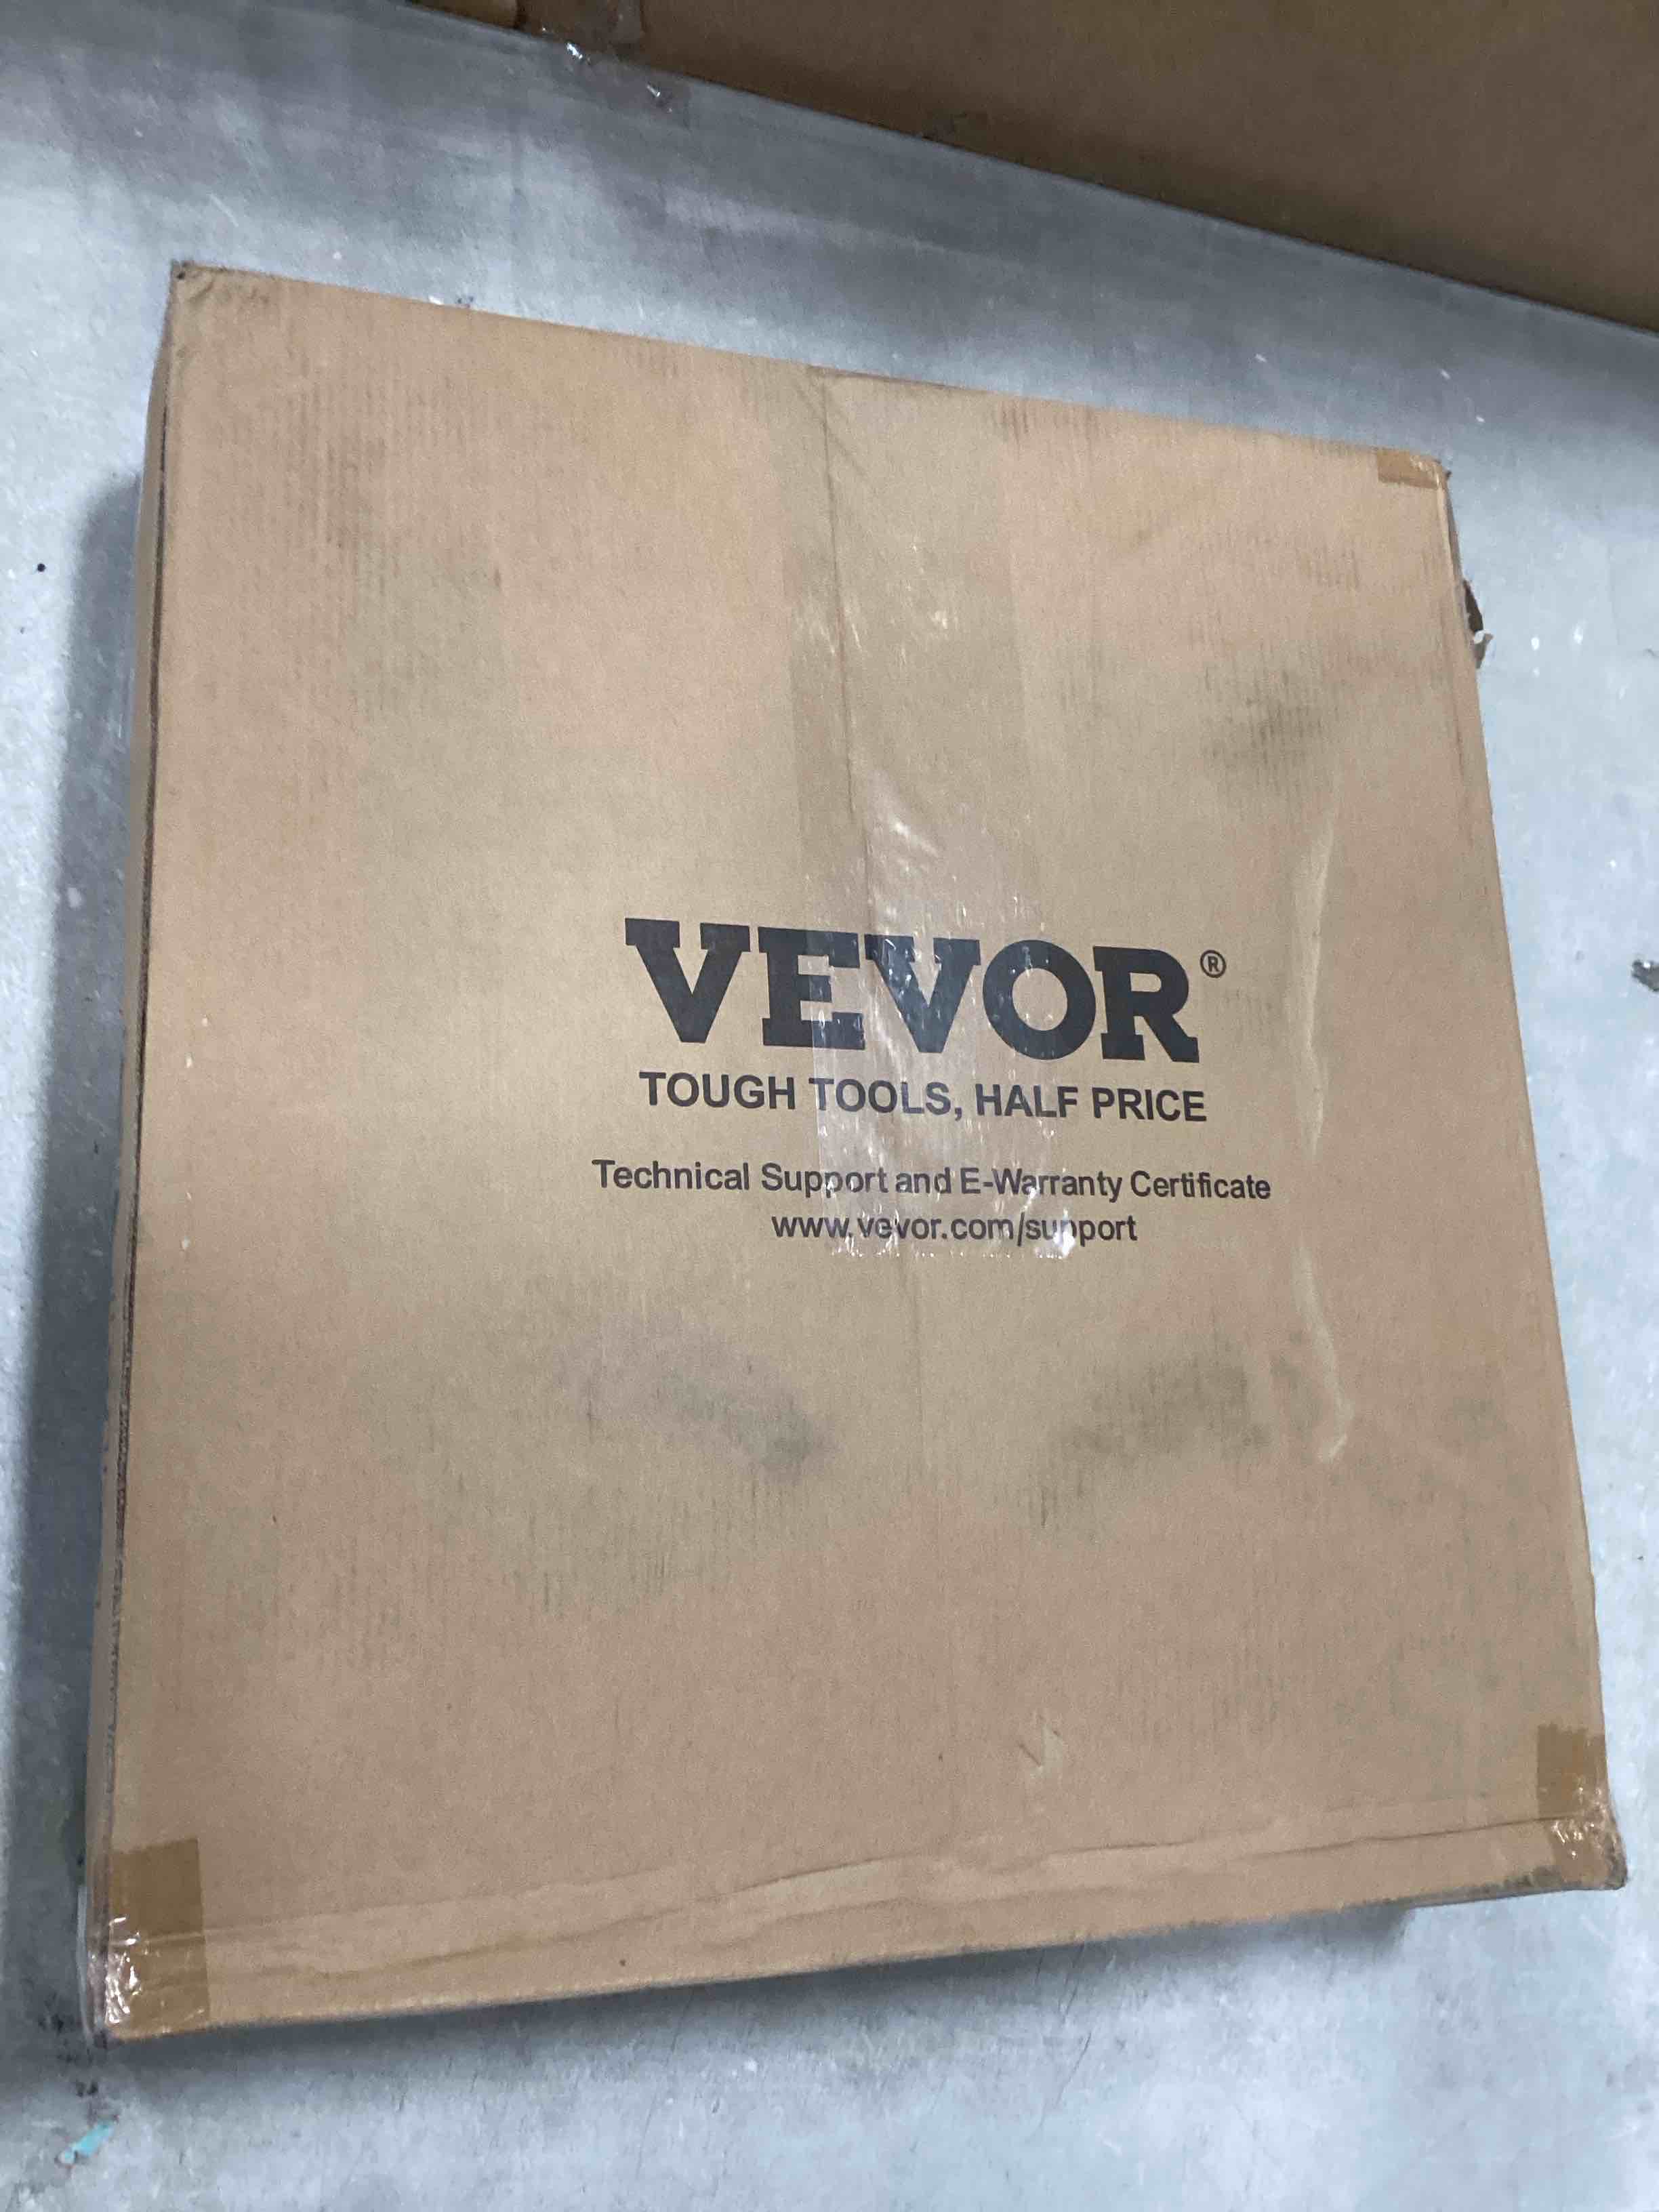 VEVOR®
TOUGH TOOLS, HALF PRICE
Technical Support and E-Warranty Certificate
www.vevor.com/support